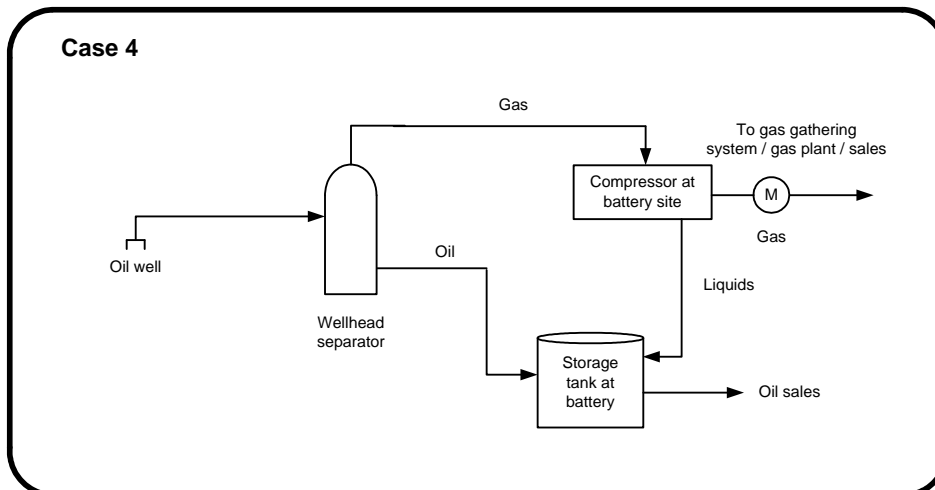 Case 4
Gas
To gas gathering
system / gas plant / sales
Compressor at
battery site
M
Gas
Oil well
Oil
Liquids
Wellhead
separator
Storage
tank at
battery
Oil sales